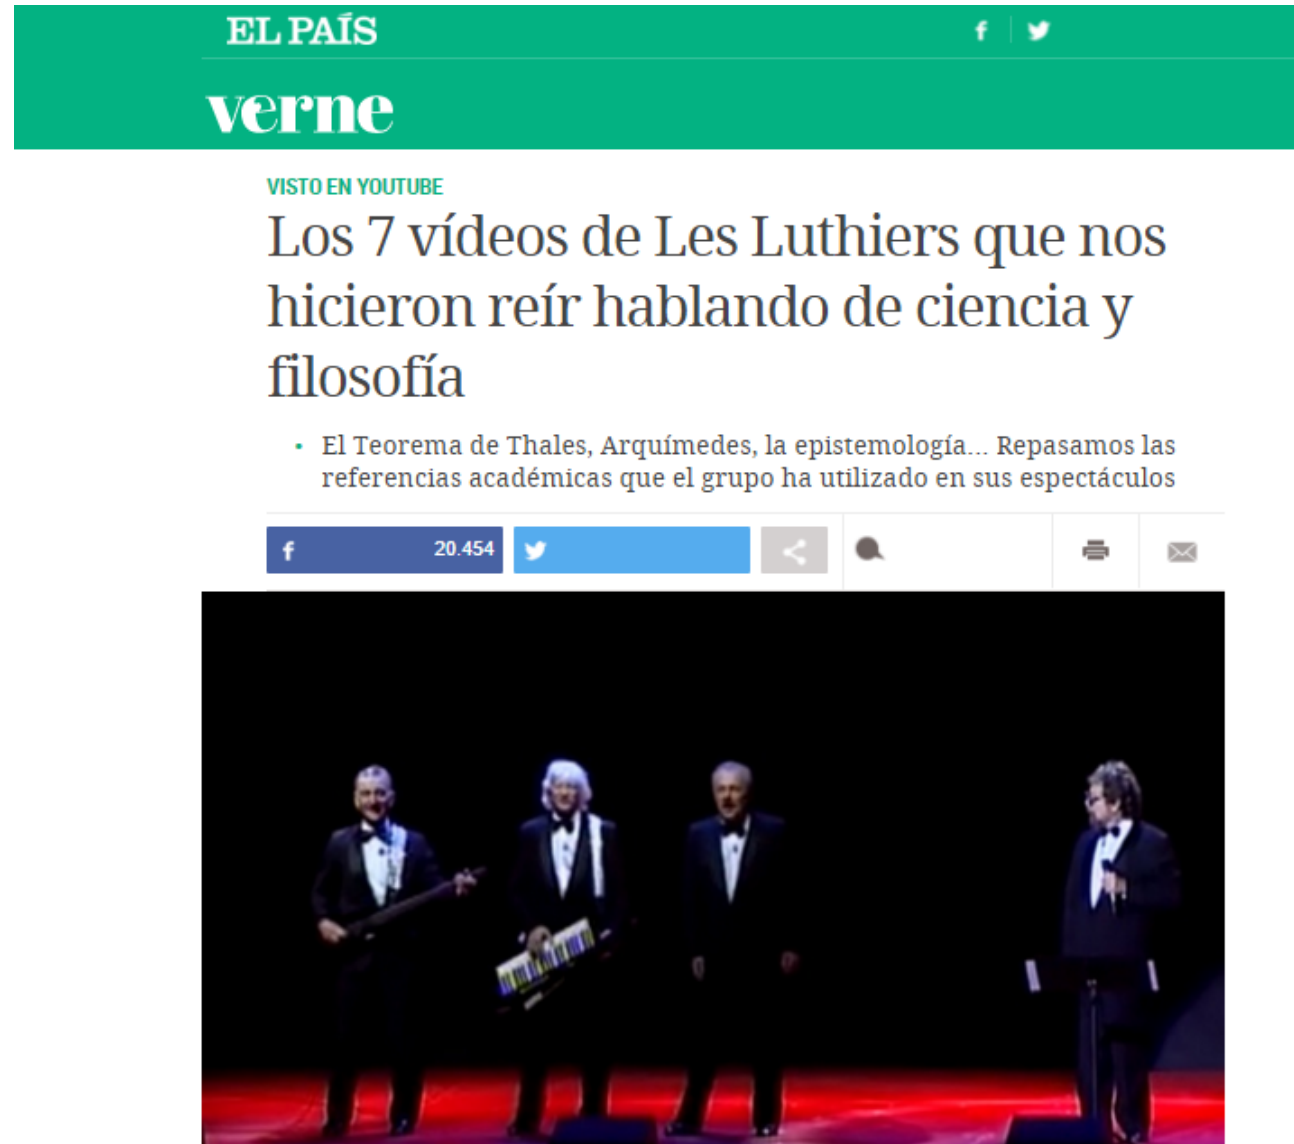 EL PAÍS
verne
VISTO EN YOUTUBE
Los 7 vídeos de Les Luthiers que nos
hicieron reír hablando de ciencia y
filosofía
• El Teorema de Thales, Arquímedes, la epistemología... Repasamos las
referencias académicas que el grupo ha utilizado en sus espectáculos
20.454